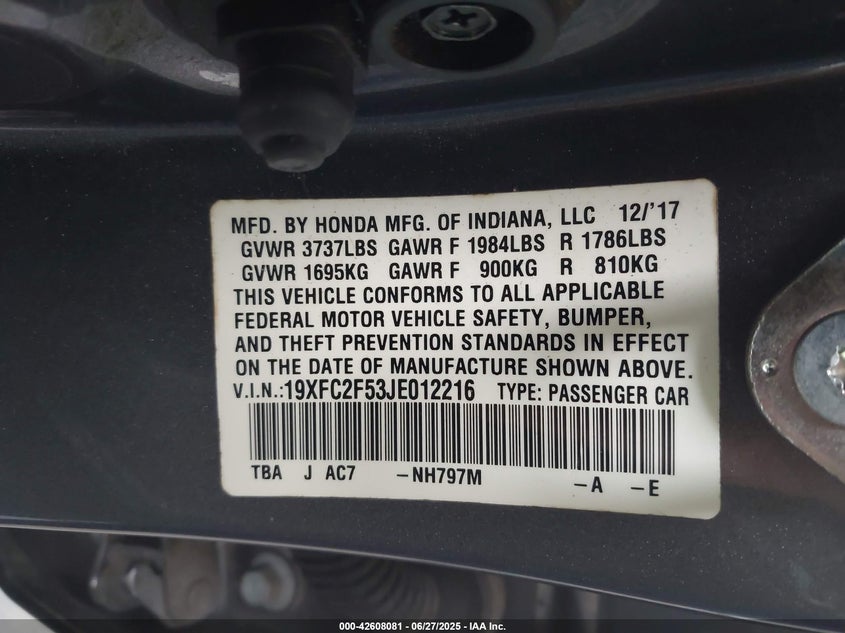 MFD. BY HONDA MFG. OF INDIANA, LLC 12/'17
GVWR 3737LBS GAWR F 1984LBS R 1786LBS
GVWR 1695KG GAWR F 900KG R 810KG
THIS VEHICLE CONFORMS TO ALL APPLICABLE
FEDERAL MOTOR VEHICLE SAFETY, BUMPER,
AND THEFT PREVENTION STANDARDS IN EFFECT
ON THE DATE OF MANUFACTURE SHOWN ABOVE.
V.I.N.:19XFC2F53JE012216 TYPE: PASSENGER CAR
TBA J AC7 -NH797M -A -E
000-42608081 - 06/27/2025 - IAA Inc.